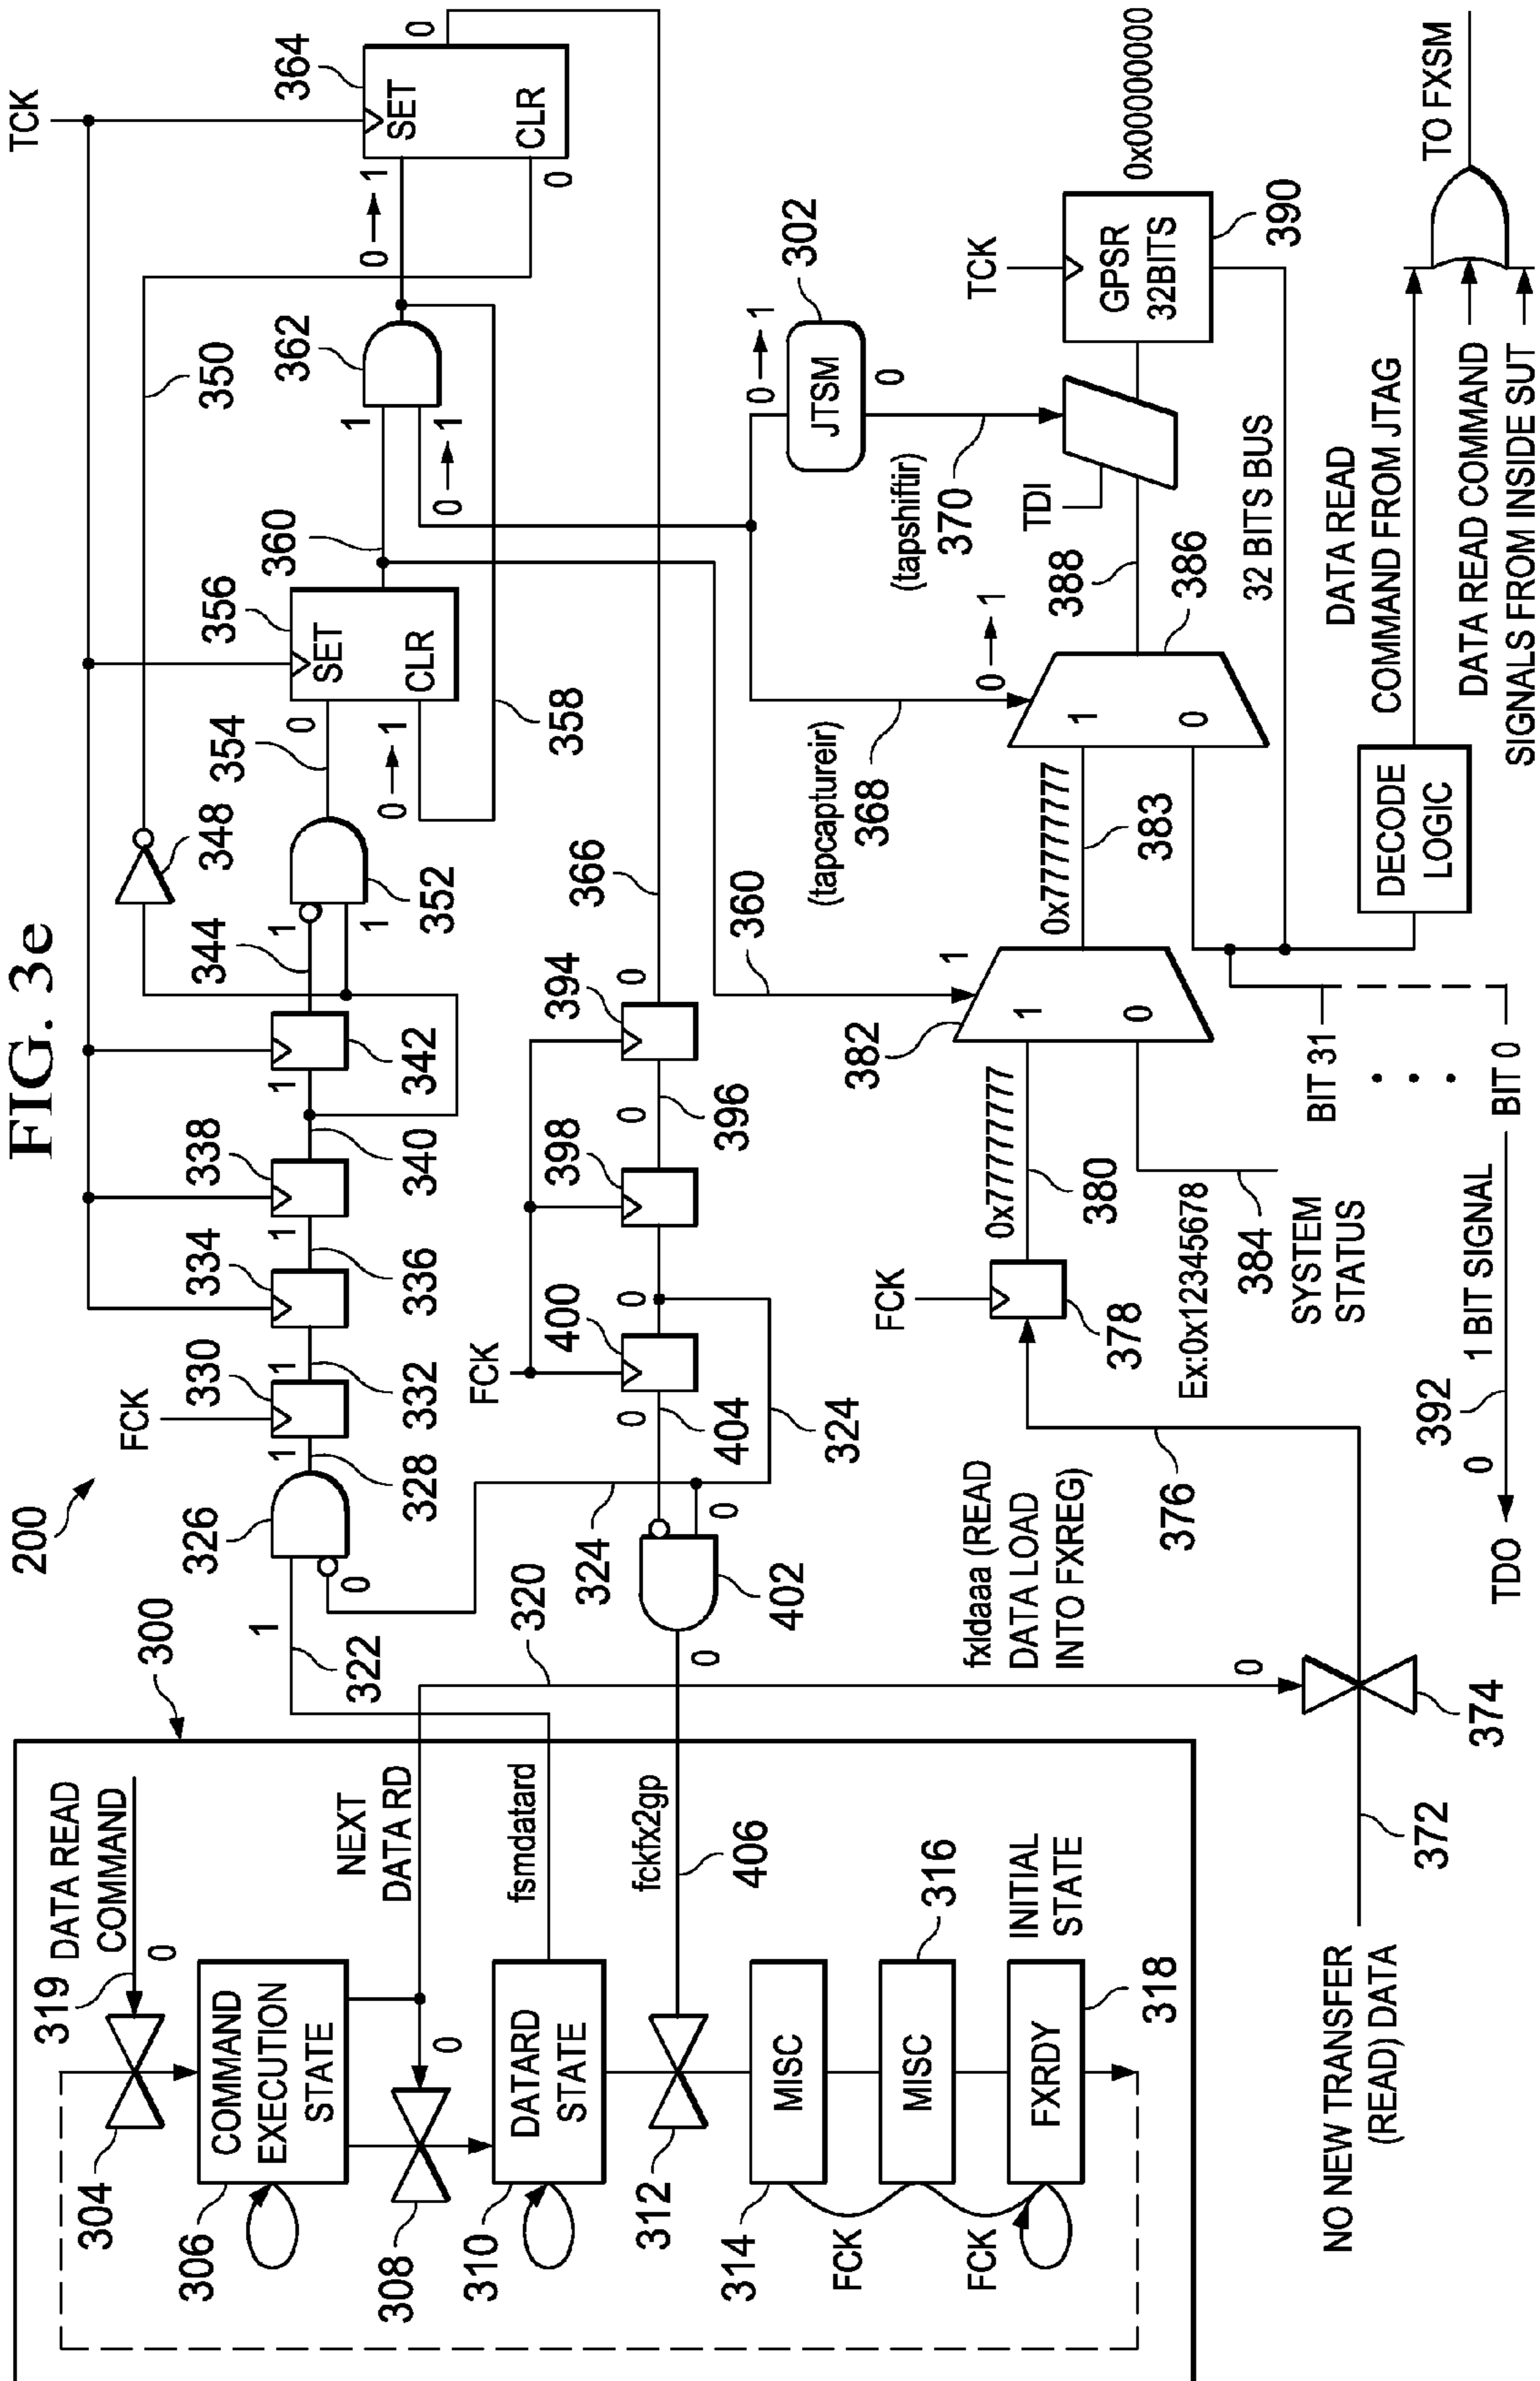 FIG. 3e
200
300
319
DATA READ
COMMAND
0
304
306
COMMAND
EXECUTION
STATE
308
0
NEXT
DATA RD
320
310
DATARD
STATE
fsmdatard
322
1
312
fckfx2gp
406
314
MISC
316
MISC
FCK
FCK
FXRDY
318
INITIAL
STATE
326
0
328
1
FCK
330
332
1
334
336
1
338
340
1
342
344
1
1
348
350
352
354
0
356
SET
CLR
0 → 1
358
360
1
0 → 1
362
0 → 1
TCK
364
SET
CLR
0
0
366
394
0
396
0
398
0
400
FCK
0
404
324
324
0
402
0
302
JTSM
0 → 1
0
(tapshiftir)
370
(tapcaptureir)
368
0 → 1
360
1
382
1
0
0x77777777
383
1
0
386
388
TDI
TCK
GPSR
32BITS
390
0x00000000
32 BITS BUS
FCK
378
0x77777777
380
Ex:0x12345678
384
SYSTEM
STATUS
fxldaaa (READ
DATA LOAD
INTO FXREG)
376
0
374
372
NO NEW TRANSFER
(READ) DATA
BIT 31
BIT 0
1 BIT SIGNAL
392
0
TDO
DECODE
LOGIC
DATA READ
COMMAND FROM JTAG
DATA READ COMMAND
SIGNALS FROM INSIDE SUT
TO FXSM